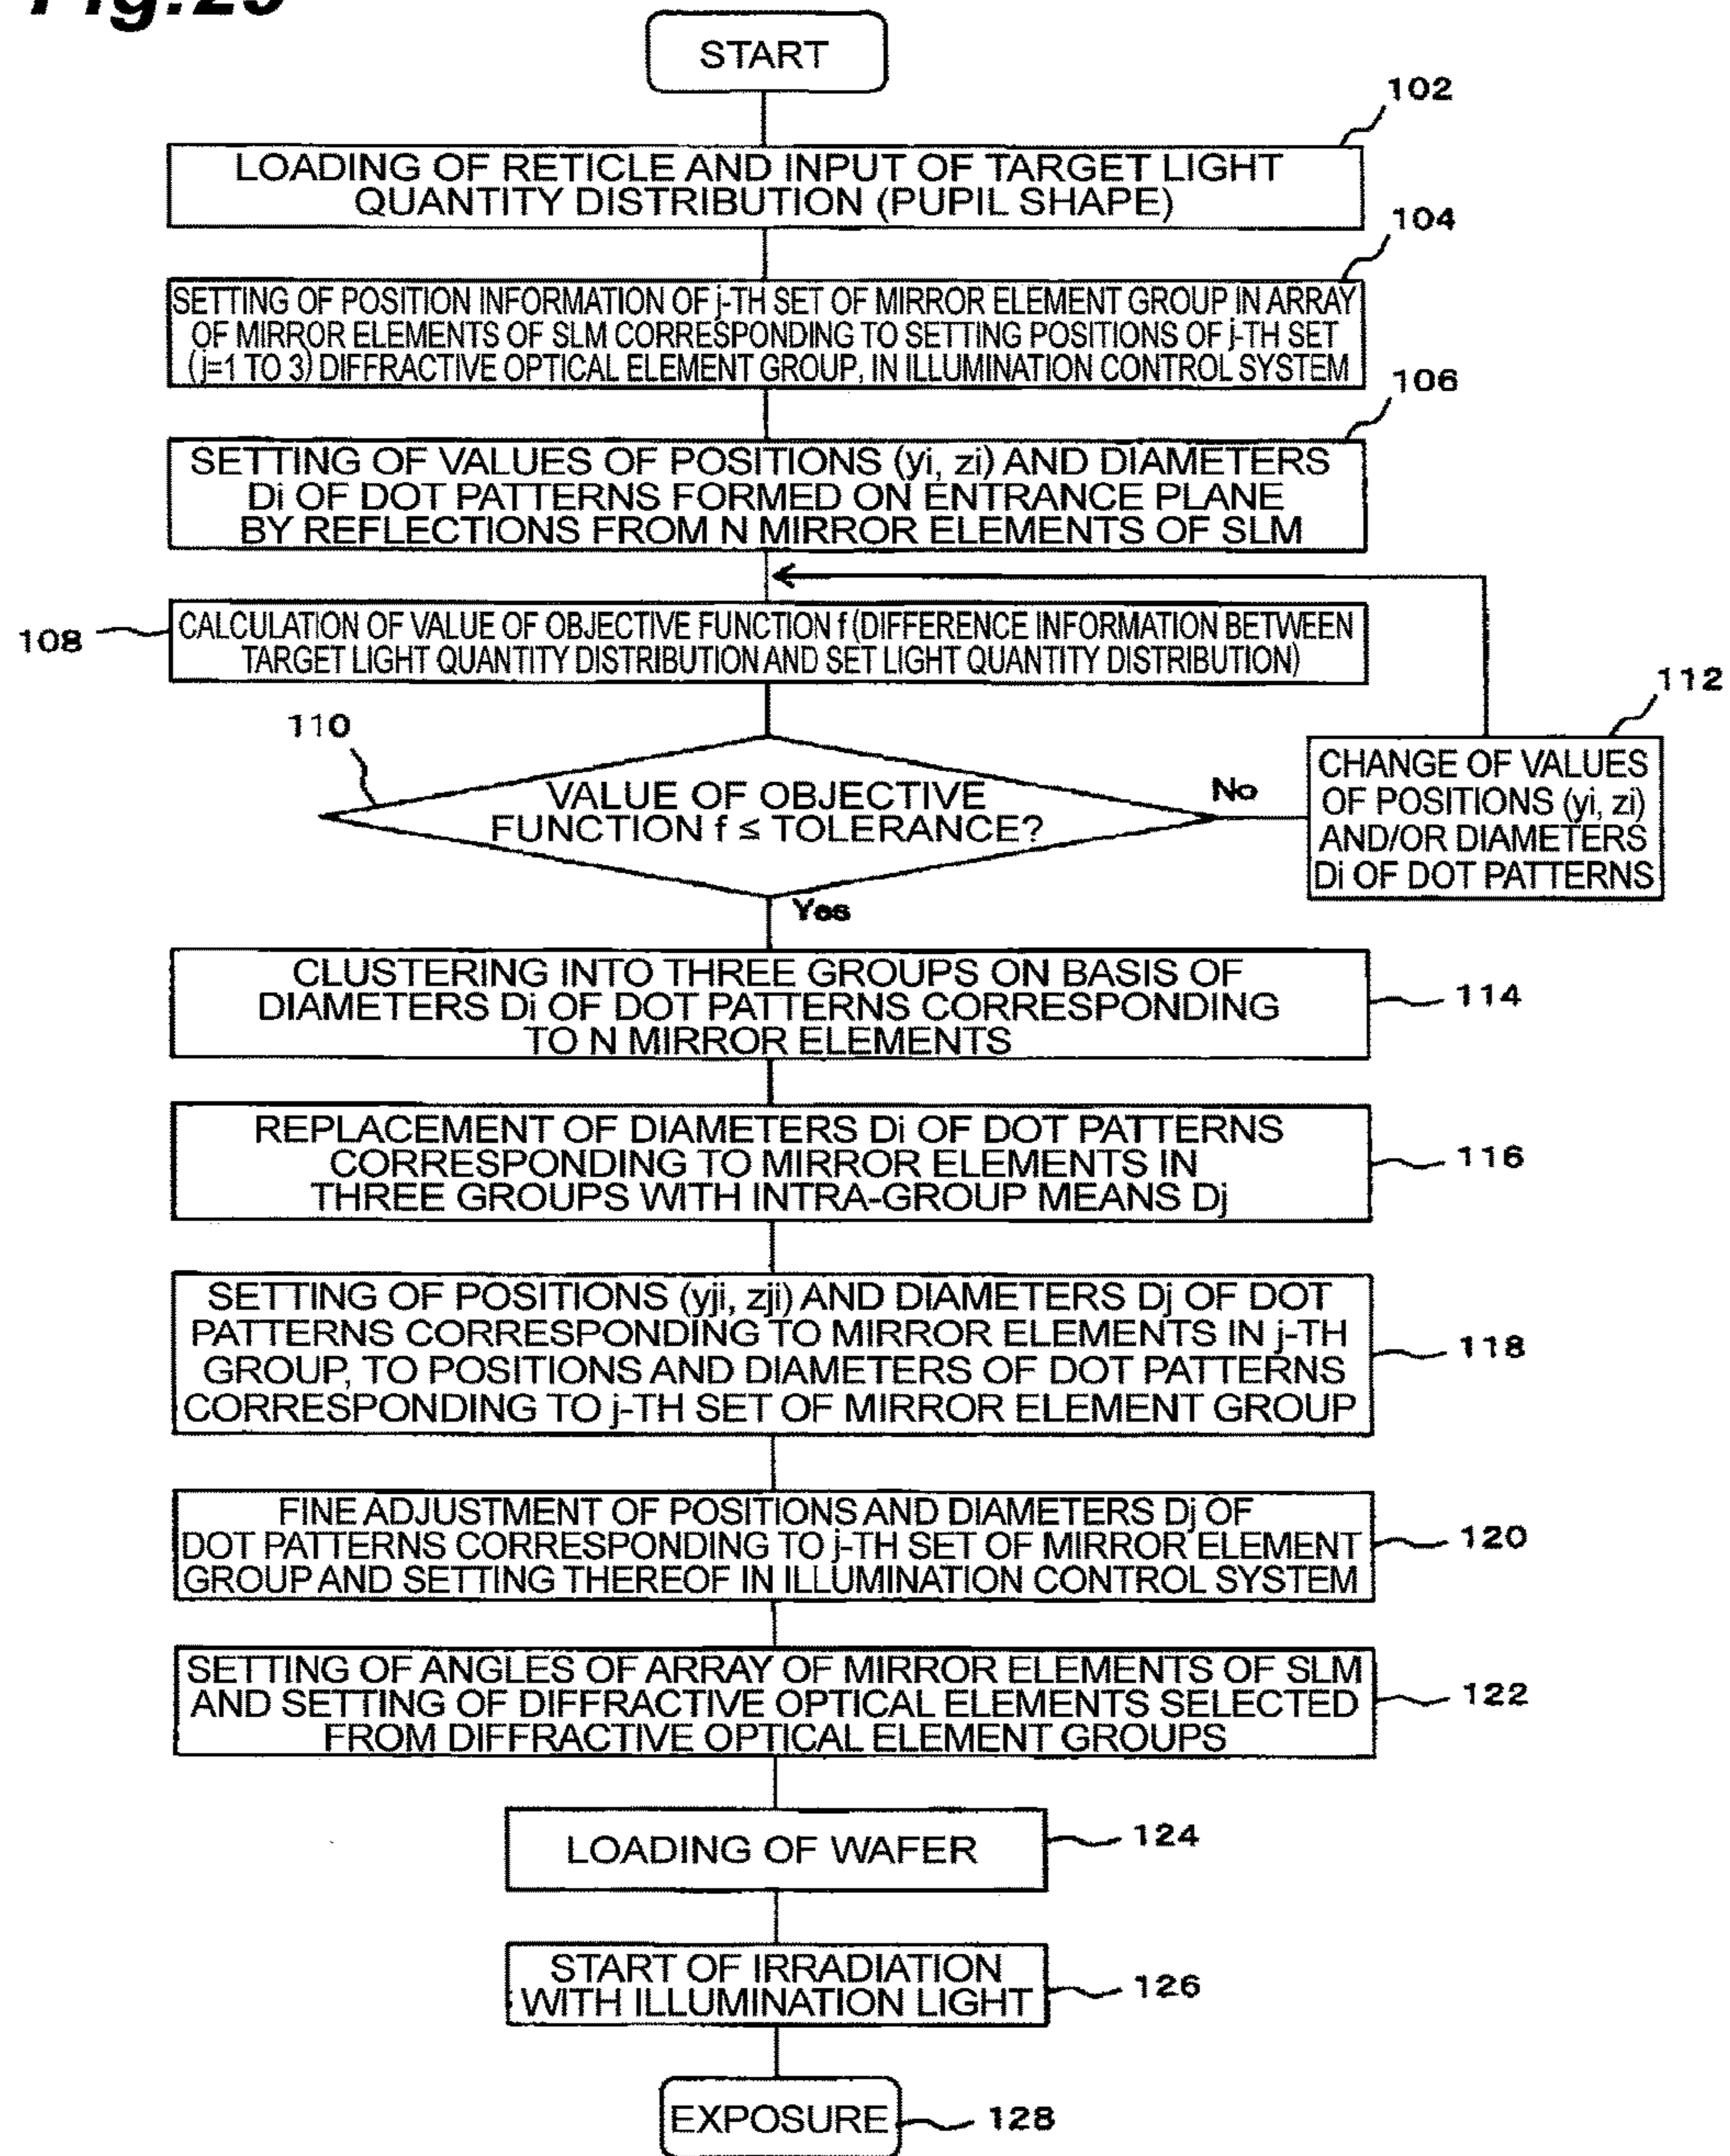 START
102
LOADING OF RETICLE AND INPUT OF TARGET LIGHT
QUANTITY DISTRIBUTION (PUPIL SHAPE)
104
SETTING OF POSITION INFORMATION OF j-TH SET OF MIRROR ELEMENT GROUP IN ARRAY
OF MIRROR ELEMENTS OF SLM CORRESPONDING TO SETTING POSITIONS OF j-TH SET
(j=1 TO 3) DIFFRACTIVE OPTICAL ELEMENT GROUP, IN ILLUMINATION CONTROL SYSTEM
106
SETTING OF VALUES OF POSITIONS (yi, zi) AND DIAMETERS
Di OF DOT PATTERNS FORMED ON ENTRANCE PLANE
BY REFLECTIONS FROM N MIRROR ELEMENTS OF SLM
108
CALCULATION OF VALUE OF OBJECTIVE FUNCTION f (DIFFERENCE INFORMATION BETWEEN
TARGET LIGHT QUANTITY DISTRIBUTION AND SET LIGHT QUANTITY DISTRIBUTION)
110
VALUE OF OBJECTIVE
FUNCTION f ≤ TOLERANCE?
No
112
CHANGE OF VALUES
OF POSITIONS (yi, zi)
AND/OR DIAMETERS
Di OF DOT PATTERNS
Yes
CLUSTERING INTO THREE GROUPS ON BASIS OF
DIAMETERS Di OF DOT PATTERNS CORRESPONDING
TO N MIRROR ELEMENTS
114
REPLACEMENT OF DIAMETERS Di OF DOT PATTERNS
CORRESPONDING TO MIRROR ELEMENTS IN
THREE GROUPS WITH INTRA-GROUP MEANS Dj
116
SETTING OF POSITIONS (yji, zji) AND DIAMETERS Dj OF DOT
PATTERNS CORRESPONDING TO MIRROR ELEMENTS IN j-TH
GROUP, TO POSITIONS AND DIAMETERS OF DOT PATTERNS
CORRESPONDING TO j-TH SET OF MIRROR ELEMENT GROUP
118
FINE ADJUSTMENT OF POSITIONS AND DIAMETERS Dj OF
DOT PATTERNS CORRESPONDING TO j-TH SET OF MIRROR ELEMENT
GROUP AND SETTING THEREOF IN ILLUMINATION CONTROL SYSTEM
120
SETTING OF ANGLES OF ARRAY OF MIRROR ELEMENTS OF SLM
AND SETTING OF DIFFRACTIVE OPTICAL ELEMENTS SELECTED
FROM DIFFRACTIVE OPTICAL ELEMENT GROUPS
122
LOADING OF WAFER
124
START OF IRRADIATION
WITH ILLUMINATION LIGHT
126
EXPOSURE
128